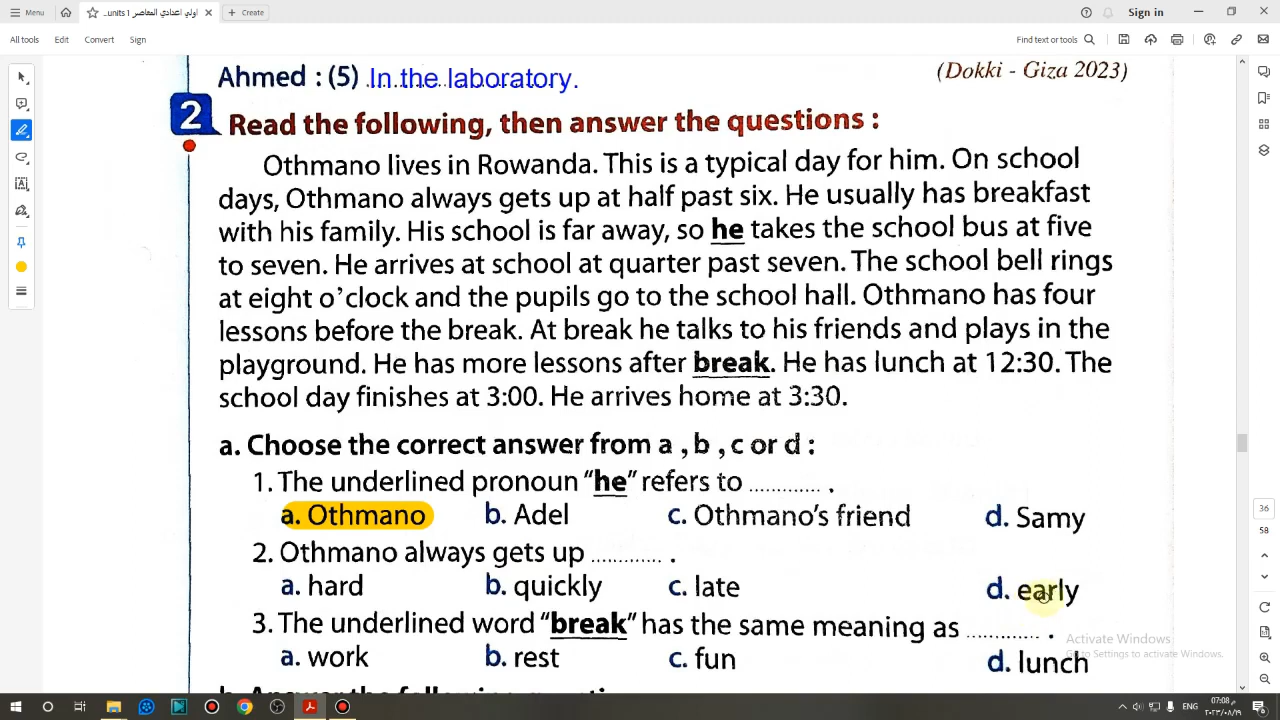 Menu
...units 1 اولي اعدادي المعاصر
Create
Sign in
All tools
Edit
Convert
Sign
Find text or tools
Ahmed : (5) In the laboratory.
(Dokki - Giza 2023)
2
Read the following, then answer the questions :
Othmano lives in Rowanda. This is a typical day for him. On school
days, Othmano always gets up at half past six. He usually has breakfast
with his family. His school is far away, so he takes the school bus at five
to seven. He arrives at school at quarter past seven. The school bell rings
at eight o'clock and the pupils go to the school hall. Othmano has four
lessons before the break. At break he talks to his friends and plays in the
playground. He has more lessons after break. He has lunch at 12:30. The
school day finishes at 3:00. He arrives home at 3:30.
a. Choose the correct answer from a , b , c or d :
1. The underlined pronoun "he" refers to ............ .
a. Othmano b. Adel c. Othmano's friend d. Samy
2. Othmano always gets up ............ .
a. hard b. quickly c. late d. early
3. The underlined word "break" has the same meaning as ............ .
a. work b. rest c. fun d. lunch
36
58
Activate Windows
Go to Settings to activate Windows.
ENG
07:08 م
٢٠٢٣/٠٨/١٩